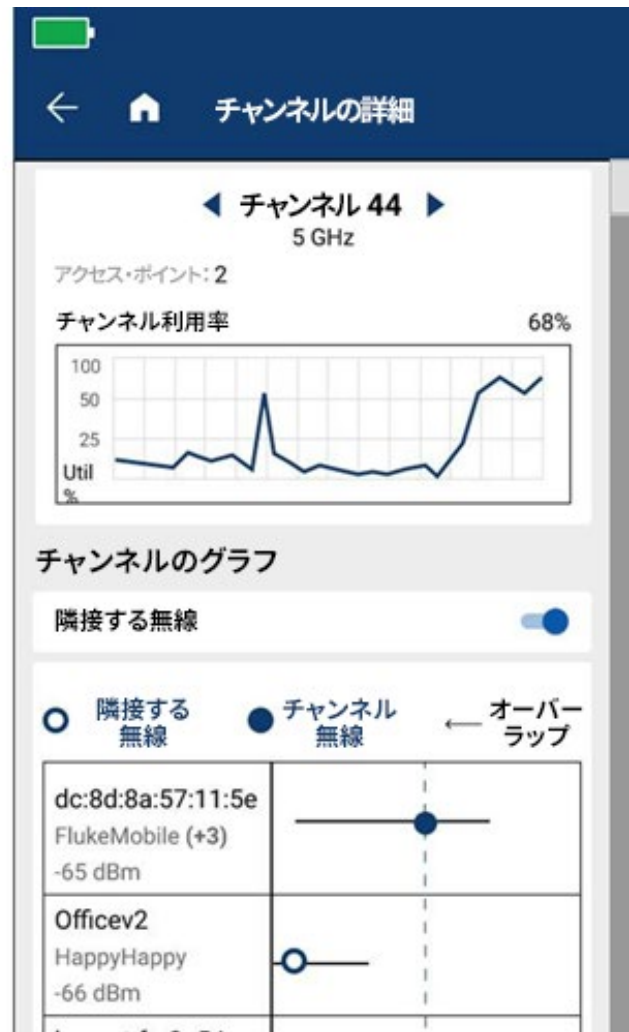 チャンネルの詳細
チャンネル 44
5 GHz
アクセス・ポイント: 2
チャンネル利用率 68%
100
50
25
Util
%
チャンネルのグラフ
隣接する無線
隣接する
無線
チャンネル
無線
← オーバー
ラップ
dc:8d:8a:57:11:5e
FlukeMobile (+3)
-65 dBm
Officev2
HappyHappy
-66 dBm